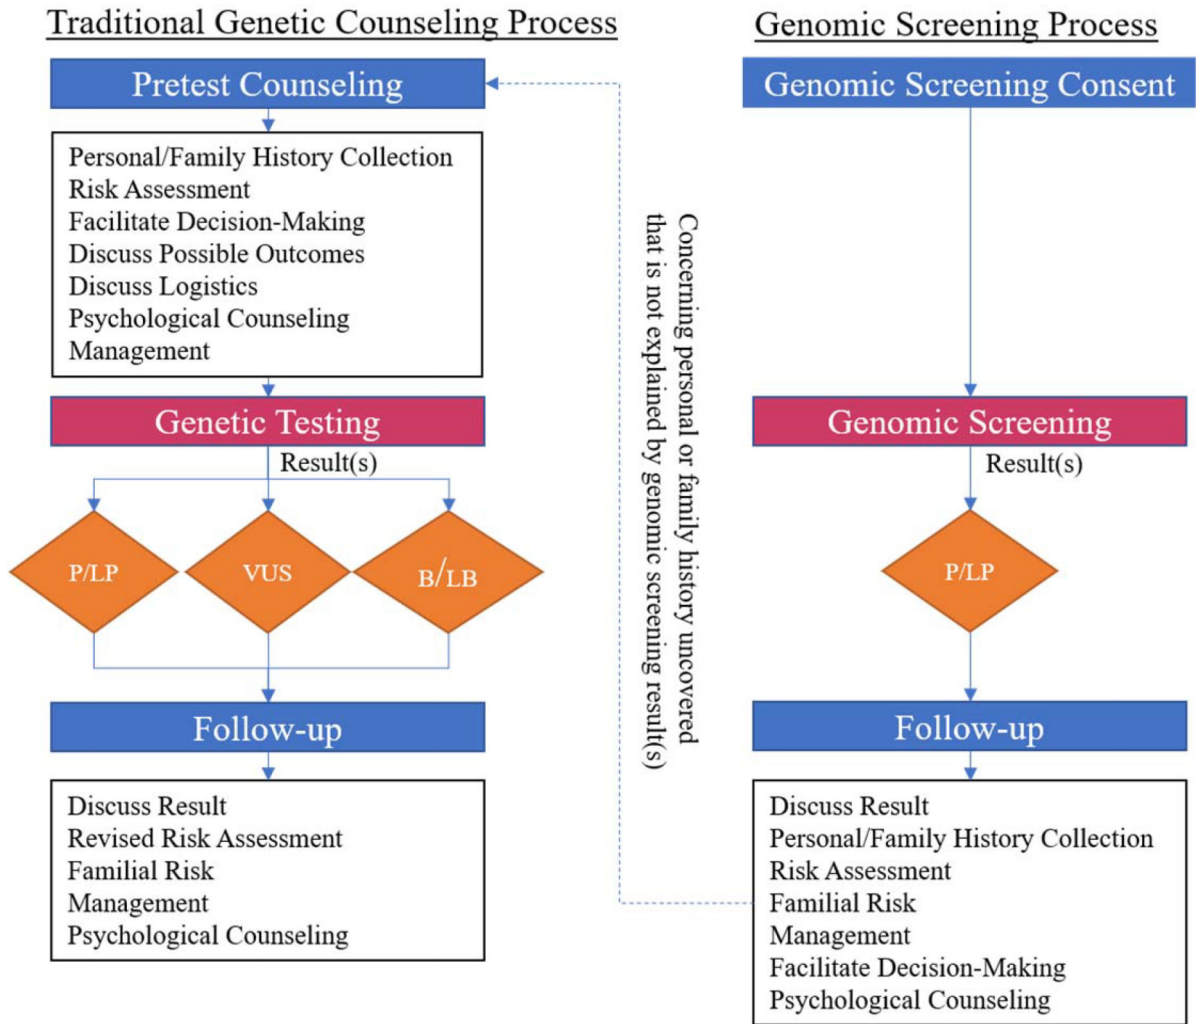 Traditional Genetic Counseling Process
Pretest Counseling
Personal/Family History Collection
Risk Assessment
Facilitate Decision-Making
Discuss Possible Outcomes
Discuss Logistics
Psychological Counseling
Management
Genetic Testing
Result(s)
P/LP
VUS
B/LB
Follow-up
Discuss Result
Revised Risk Assessment
Familial Risk
Management
Psychological Counseling
Concerning personal or family history uncovered
that is not explained by genomic screening result(s)
Genomic Screening Process
Genomic Screening Consent
Genomic Screening
Result(s)
P/LP
Follow-up
Discuss Result
Personal/Family History Collection
Risk Assessment
Familial Risk
Management
Facilitate Decision-Making
Psychological Counseling